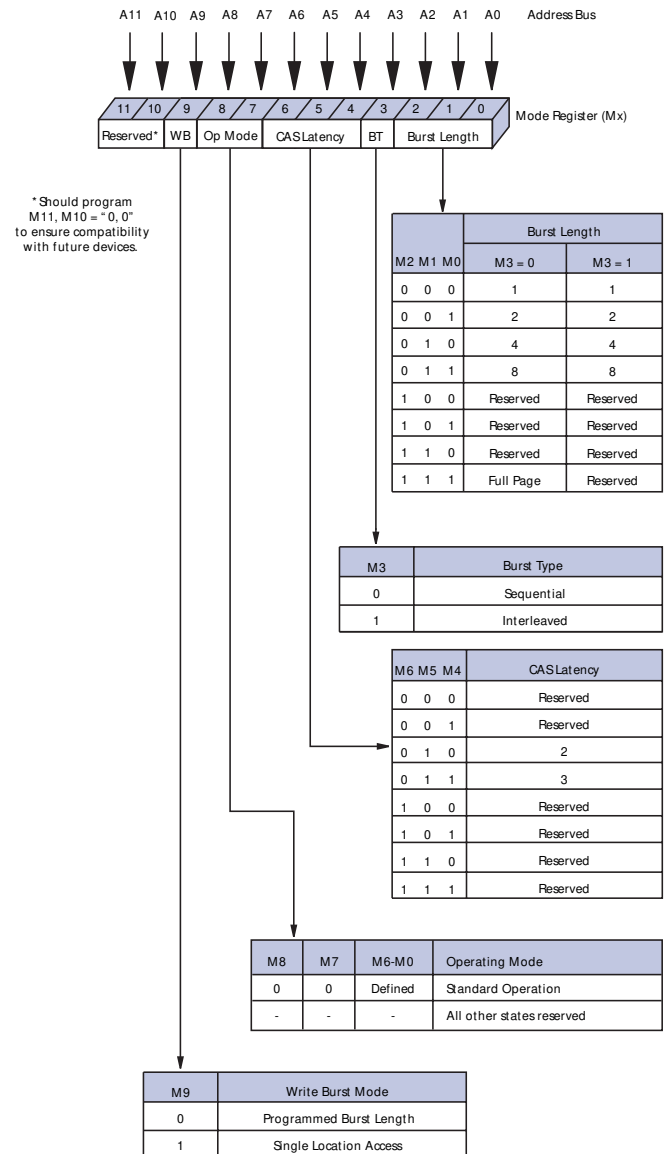 A11 A10 A9 A8 A7 A6 A5 A4 A3 A2 A1 A0 Address Bus
11 10 9 8 7 6 5 4 3 2 1 0
Mode Register (Mx)
Reserved* WB Op Mode CAS Latency BT Burst Length
*Should program
M11, M10 = "0, 0"
to ensure compatibility
with future devices.
Burst Length
M2 M1 M0 M3 = 0 M3 = 1
0 0 0 1 1
0 0 1 2 2
0 1 0 4 4
0 1 1 8 8
1 0 0 Reserved Reserved
1 0 1 Reserved Reserved
1 1 0 Reserved Reserved
1 1 1 Full Page Reserved
M3 Burst Type
0 Sequential
1 Interleaved
M6 M5 M4 CAS Latency
0 0 0 Reserved
0 0 1 Reserved
0 1 0 2
0 1 1 3
1 0 0 Reserved
1 0 1 Reserved
1 1 0 Reserved
1 1 1 Reserved
M8 M7 M6-M0 Operating Mode
0 0 Defined Standard Operation
- - - All other states reserved
M9 Write Burst Mode
0 Programmed Burst Length
1 Single Location Access